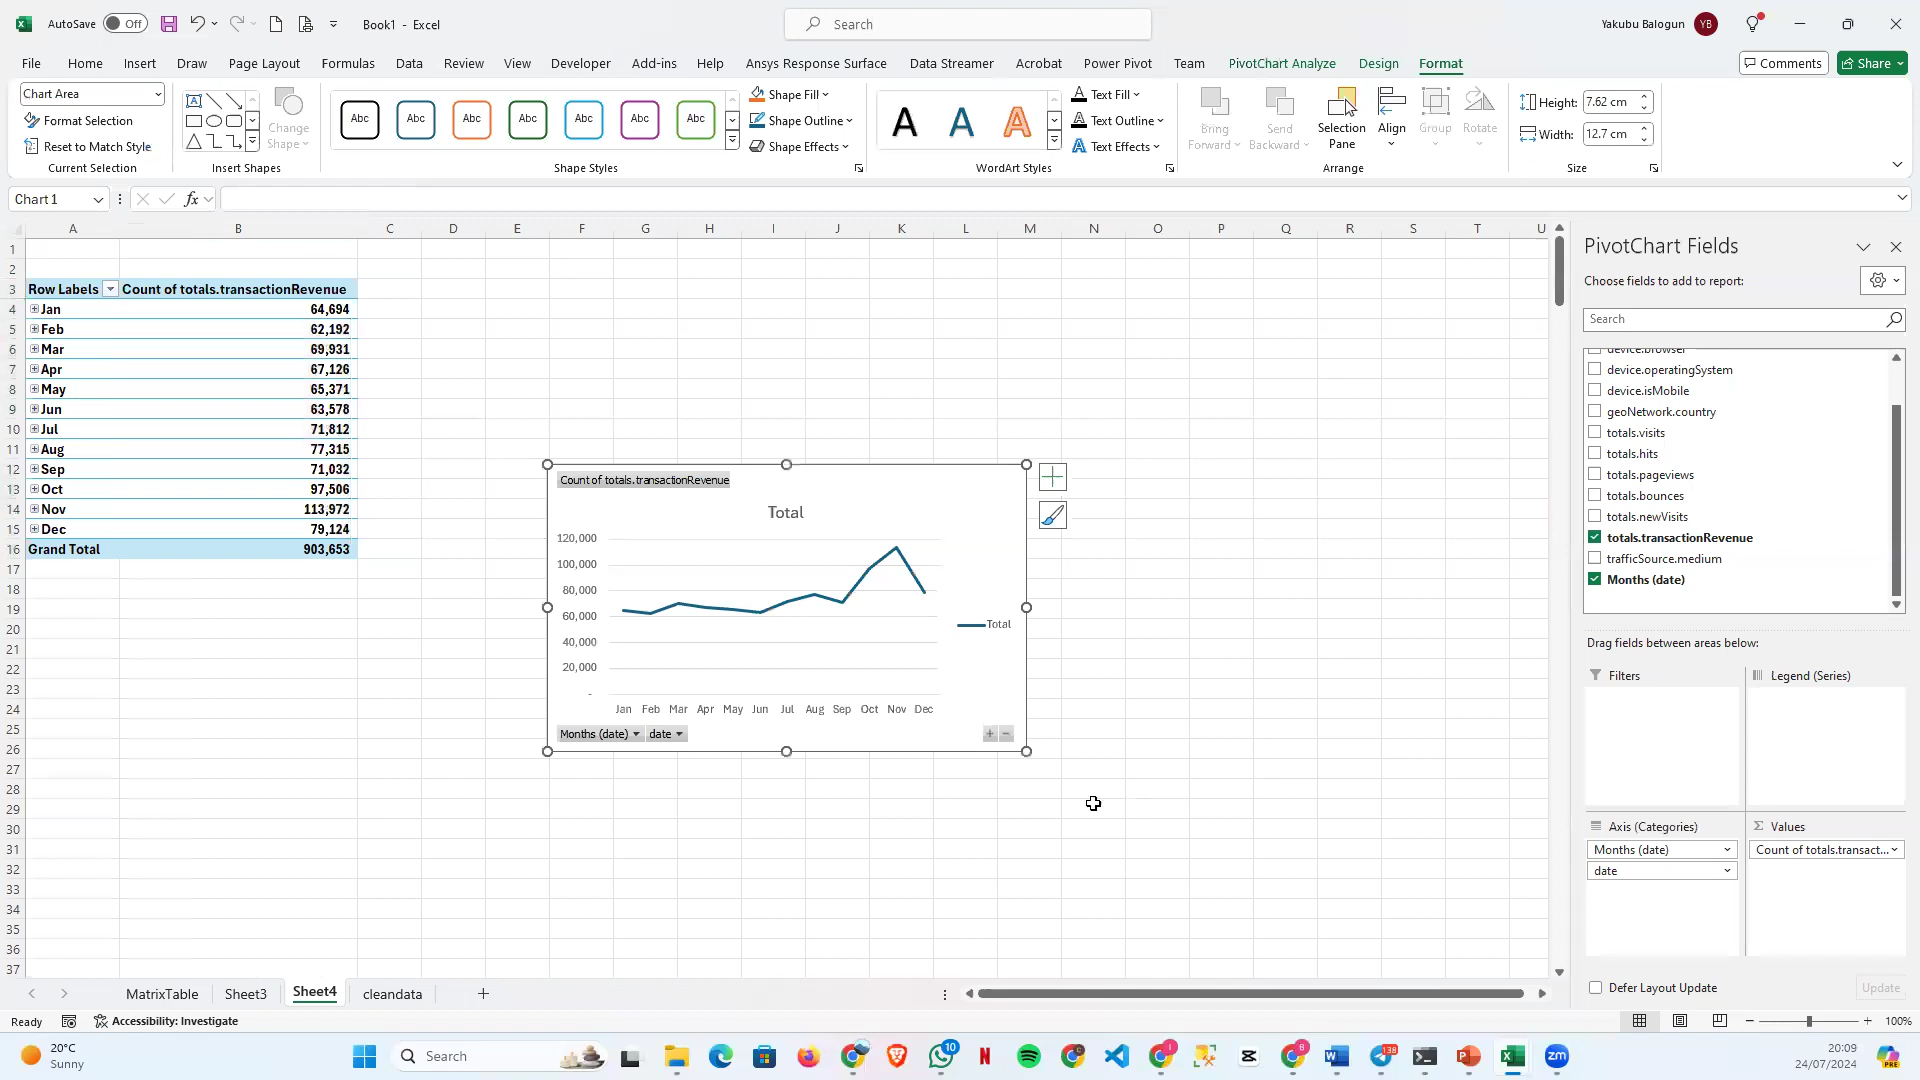 AutoSave Off Book1 - Excel Search Yakubu Balogun YB
File Home Insert Draw Page Layout Formulas Data Review View Developer Add-ins Help Ansys Response Surface Data Streamer Acrobat Power Pivot Team PivotChart Analyze Design Format Comments Share
Chart Area
Format Selection
Reset to Match Style
Current Selection
Change
Shape
Insert Shapes
Abc Abc Abc Abc Abc Abc Abc
Shape Fill
Shape Outline
Shape Effects
Shape Styles
A A A
Text Fill
Text Outline
Text Effects
WordArt Styles
Bring
Forward
Send
Backward
Selection
Pane
Align
Group
Rotate
Arrange
Height: 7.62 cm
Width: 12.7 cm
Size
Chart 1 fx
A B C D E F G H I J K L M N O P Q R S T U
1
2
3 Row Labels Count of totals.transactionRevenue
4 Jan 64,694
5 Feb 62,192
6 Mar 69,931
7 Apr 67,126
8 May 65,371
9 Jun 63,578
10 Jul 71,812
11 Aug 77,315
12 Sep 71,032
13 Oct 97,506
14 Nov 113,972
15 Dec 79,124
16 Grand Total 903,653
17
18
19
20
21
22
23
24
25
26
27
28
29
30
31
32
33
34
35
36
37
Count of totals.transactionRevenue
Total
120,000
100,000
80,000
60,000
40,000
20,000
-
Total
Jan Feb Mar Apr May Jun Jul Aug Sep Oct Nov Dec
Months (date) date
PivotChart Fields
Choose fields to add to report:
Search
device.browser
device.operatingSystem
device.isMobile
geoNetwork.country
totals.visits
totals.hits
totals.pageviews
totals.bounces
totals.newVisits
totals.transactionRevenue
trafficSource.medium
Months (date)
Drag fields between areas below:
Filters Legend (Series)
Axis (Categories) Σ Values
Months (date) Count of totals.transact...
date
Defer Layout Update Update
MatrixTable Sheet3 Sheet4 cleandata
Ready Accessibility: Investigate 100%
20°C
Sunny
Search
10
138
zm
20:09
24/07/2024
PRE